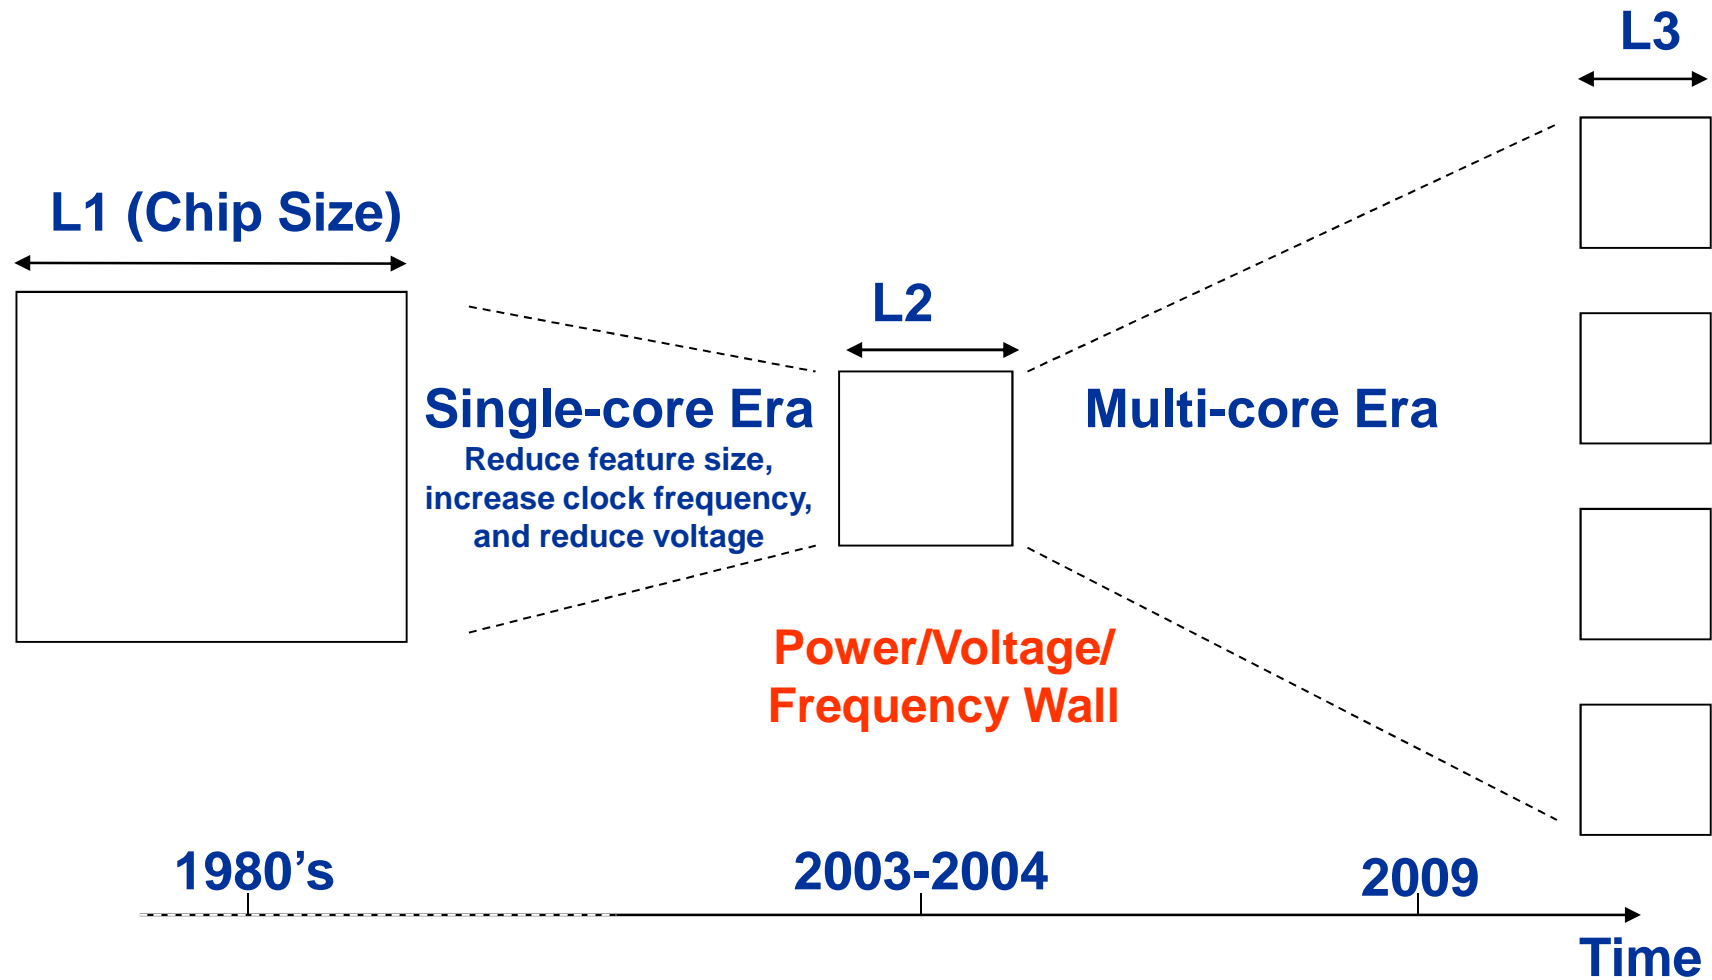 L3
L1 (Chip Size)
L2
Single-core Era
Reduce feature size,
increase clock frequency,
and reduce voltage
Multi-core Era
Power/Voltage/
Frequency Wall
1980’s
2003-2004
2009
Time